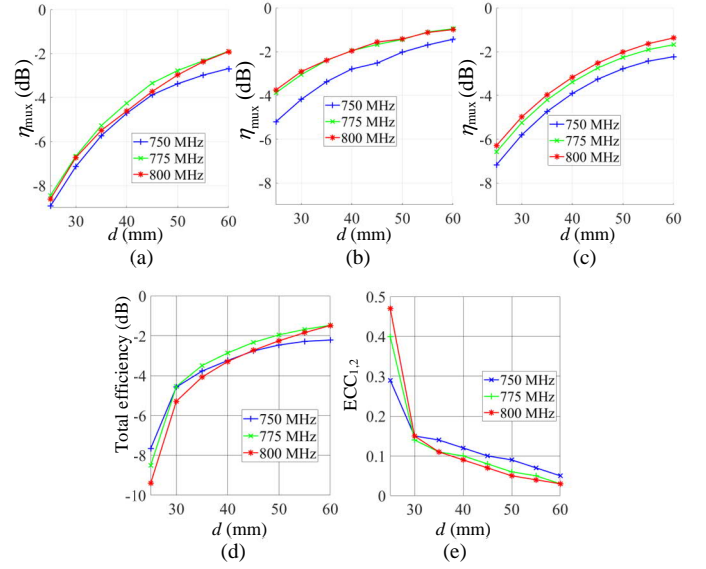 0
-2
-4
-6
-8
η_mux (dB)
750 MHz
775 MHz
800 MHz
30 40 50 60
d (mm)
(a)
0
-2
-4
-6
-8
η_mux (dB)
750 MHz
775 MHz
800 MHz
30 40 50 60
d (mm)
(b)
0
-2
-4
-6
-8
η_mux (dB)
750 MHz
775 MHz
800 MHz
30 40 50 60
d (mm)
(c)
0
-2
-4
-6
-8
-10
Total efficiency (dB)
750 MHz
775 MHz
800 MHz
30 40 50 60
d (mm)
(d)
0.5
0.4
0.3
0.2
0.1
0
ECC1,2
750 MHz
775 MHz
800 MHz
30 40 50 60
d (mm)
(e)